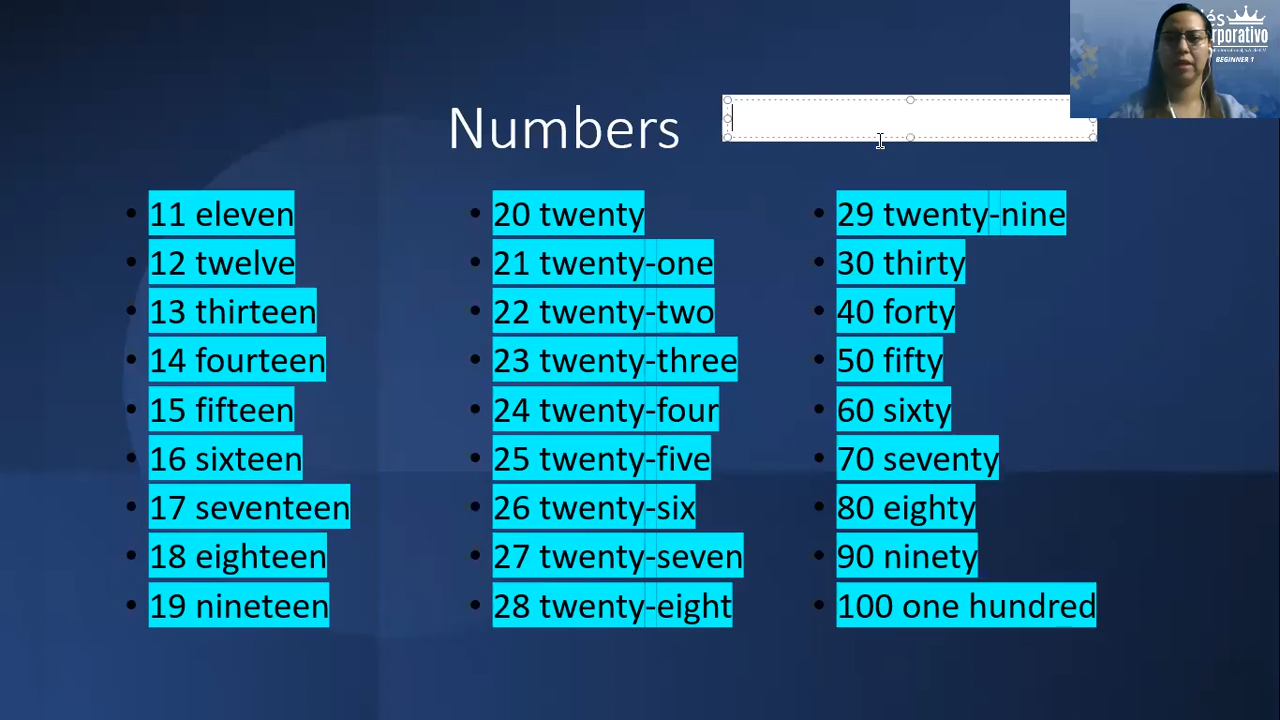 Numbers
11 eleven
12 twelve
13 thirteen
14 fourteen
15 fifteen
16 sixteen
17 seventeen
18 eighteen
19 nineteen
20 twenty
21 twenty-one
22 twenty-two
23 twenty-three
24 twenty-four
25 twenty-five
26 twenty-six
27 twenty-seven
28 twenty-eight
29 twenty-nine
30 thirty
40 forty
50 fifty
60 sixty
70 seventy
80 eighty
90 ninety
100 one hundred
és
rporativo
BEGINNER 1